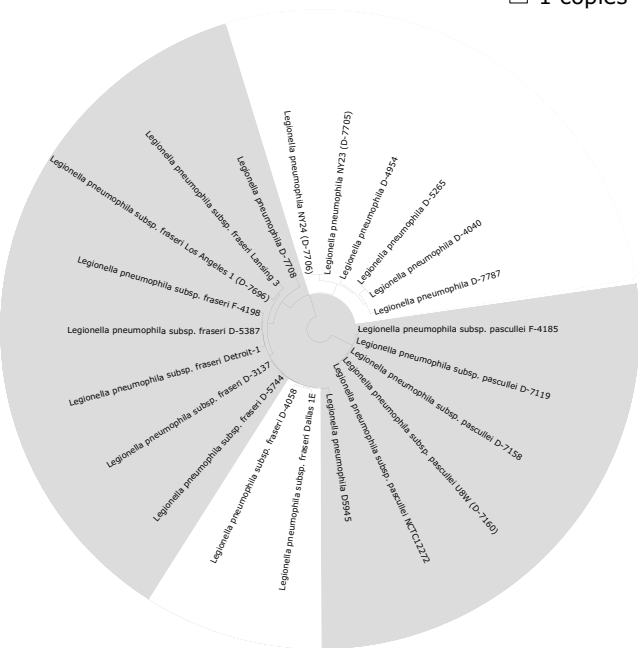 □ 1 copies
Legionella pneumophila NY24 (D-7706)
Legionella pneumophila NY23 (D-7705)
Legionella pneumophila D-4954
Legionella pneumophila D-5265
Legionella pneumophila D-4040
Legionella pneumophila D-7787
Legionella pneumophila subsp. pascullei F-4185
Legionella pneumophila subsp. pascullei D-7119
Legionella pneumophila subsp. pascullei D-7158
Legionella pneumophila subsp. pascullei U8W (D-7160)
Legionella pneumophila subsp. pascullei NCTC12272
Legionella pneumophila D5945
Legionella pneumophila subsp. fraseri Dallas 1E
Legionella pneumophila subsp. fraseri D-4058
Legionella pneumophila subsp. fraseri D-5744
Legionella pneumophila subsp. fraseri D-3137
Legionella pneumophila subsp. fraseri Detroit-1
Legionella pneumophila subsp. fraseri D-5387
Legionella pneumophila subsp. fraseri F-4198
Legionella pneumophila subsp. fraseri Los Angeles 1 (D-7696)
Legionella pneumophila subsp. fraseri Lansing 3
Legionella pneumophila D-7708